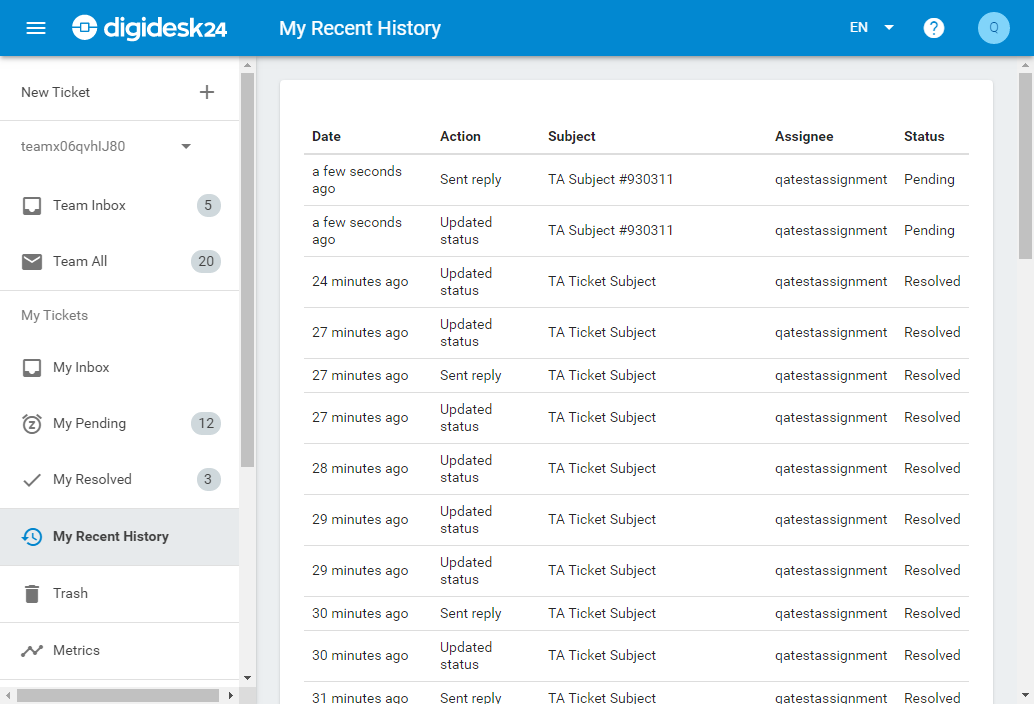 digidesk24
My Recent History
EN
?
Q
New Ticket
teamx06qvhIJ80
Team Inbox 5
Team All 20
My Tickets
My Inbox
My Pending 12
My Resolved 3
My Recent History
Trash
Metrics
Date Action Subject Assignee Status
a few seconds
ago
Sent reply TA Subject #930311 qatestassignment Pending
a few seconds
ago
Updated
status
TA Subject #930311 qatestassignment Pending
24 minutes ago
Updated
status
TA Ticket Subject qatestassignment Resolved
27 minutes ago
Updated
status
TA Ticket Subject qatestassignment Resolved
27 minutes ago Sent reply TA Ticket Subject qatestassignment Resolved
27 minutes ago
Updated
status
TA Ticket Subject qatestassignment Resolved
28 minutes ago
Updated
status
TA Ticket Subject qatestassignment Resolved
29 minutes ago
Updated
status
TA Ticket Subject qatestassignment Resolved
29 minutes ago
Updated
status
TA Ticket Subject qatestassignment Resolved
30 minutes ago Sent reply TA Ticket Subject qatestassignment Resolved
30 minutes ago
Updated
status
TA Ticket Subject qatestassignment Resolved
31 minutes ago Sent reply TA Ticket Subject qatestassignment Resolved